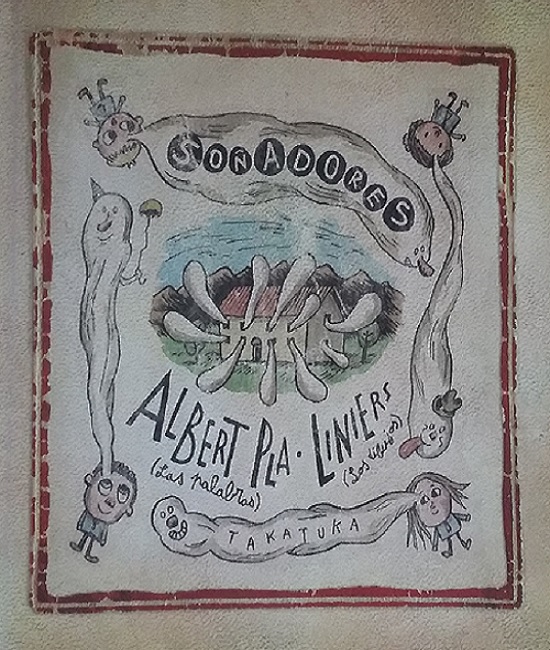 SOÑADORES
ALBERT PLA · LINIERS
(Las palabras) (Los dibujos)
TAKATUKA